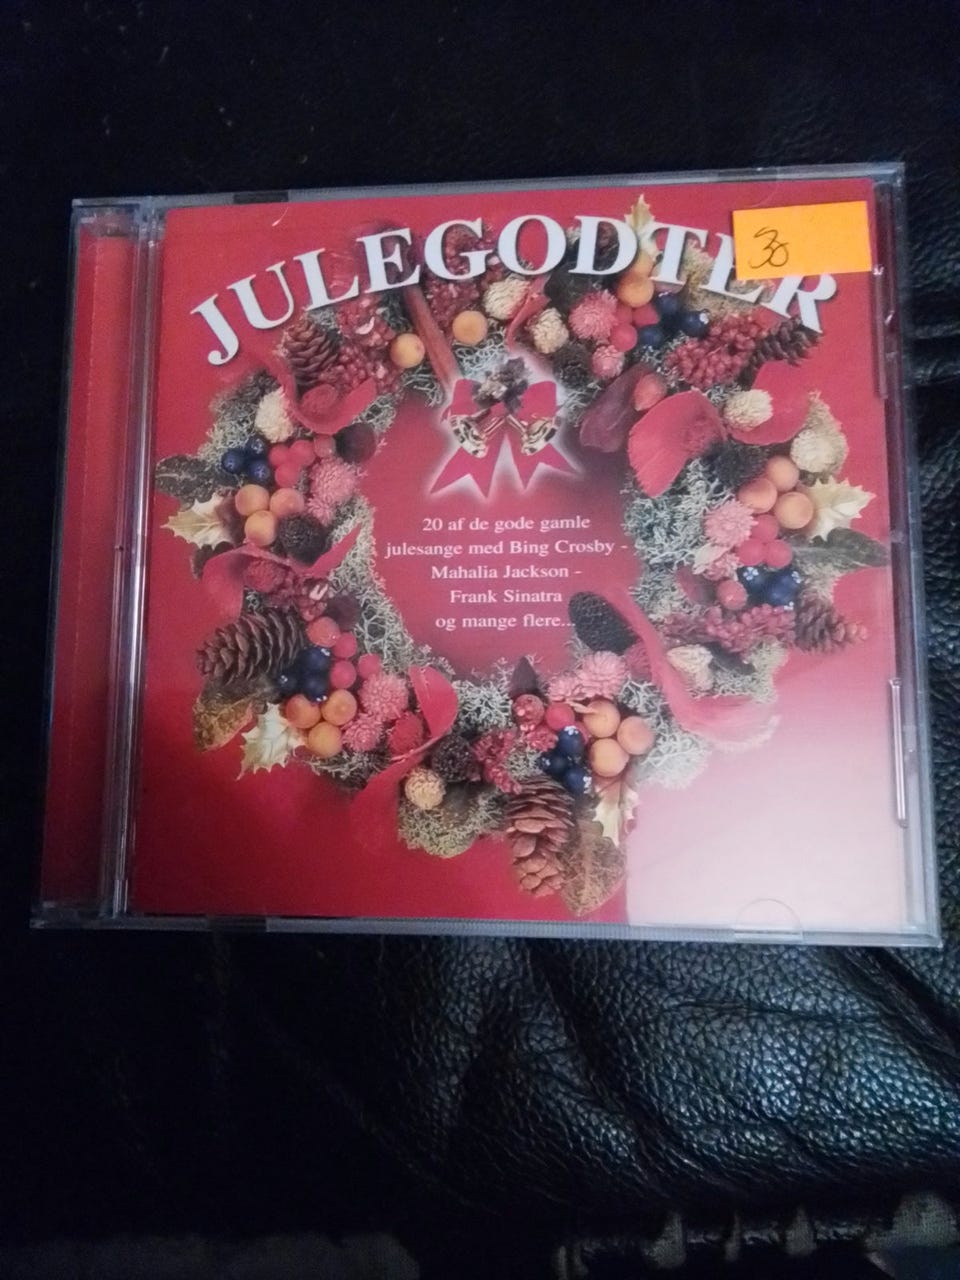 JULEGODTER
30
20 af de gode gamle
julesange med Bing Crosby -
Mahalia Jackson -
Frank Sinatra
og mange flere...